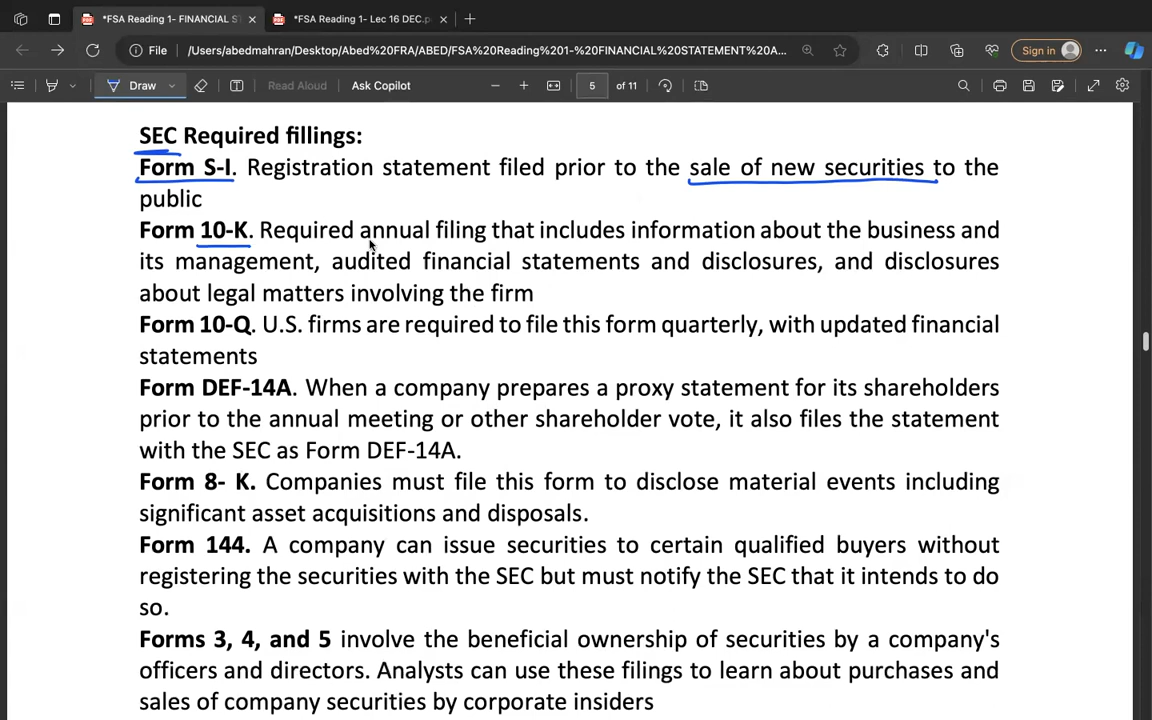 *FSA Reading 1- FINANCIAL S
*FSA Reading 1- Lec 16 DEC.p
File
/Users/abedmahran/Desktop/Abed%20FRA/ABED/FSA%20Reading%201-%20FINANCIAL%20STATEMENT%20A...
Sign in
Draw
Read Aloud
Ask Copilot
5
of 11
SEC Required fillings:
Form S-I. Registration statement filed prior to the sale of new securities to the
public
Form 10-K. Required annual filing that includes information about the business and
its management, audited financial statements and disclosures, and disclosures
about legal matters involving the firm
Form 10-Q. U.S. firms are required to file this form quarterly, with updated financial
statements
Form DEF-14A. When a company prepares a proxy statement for its shareholders
prior to the annual meeting or other shareholder vote, it also files the statement
with the SEC as Form DEF-14A.
Form 8- K. Companies must file this form to disclose material events including
significant asset acquisitions and disposals.
Form 144. A company can issue securities to certain qualified buyers without
registering the securities with the SEC but must notify the SEC that it intends to do
so.
Forms 3, 4, and 5 involve the beneficial ownership of securities by a company's
officers and directors. Analysts can use these filings to learn about purchases and
sales of company securities by corporate insiders